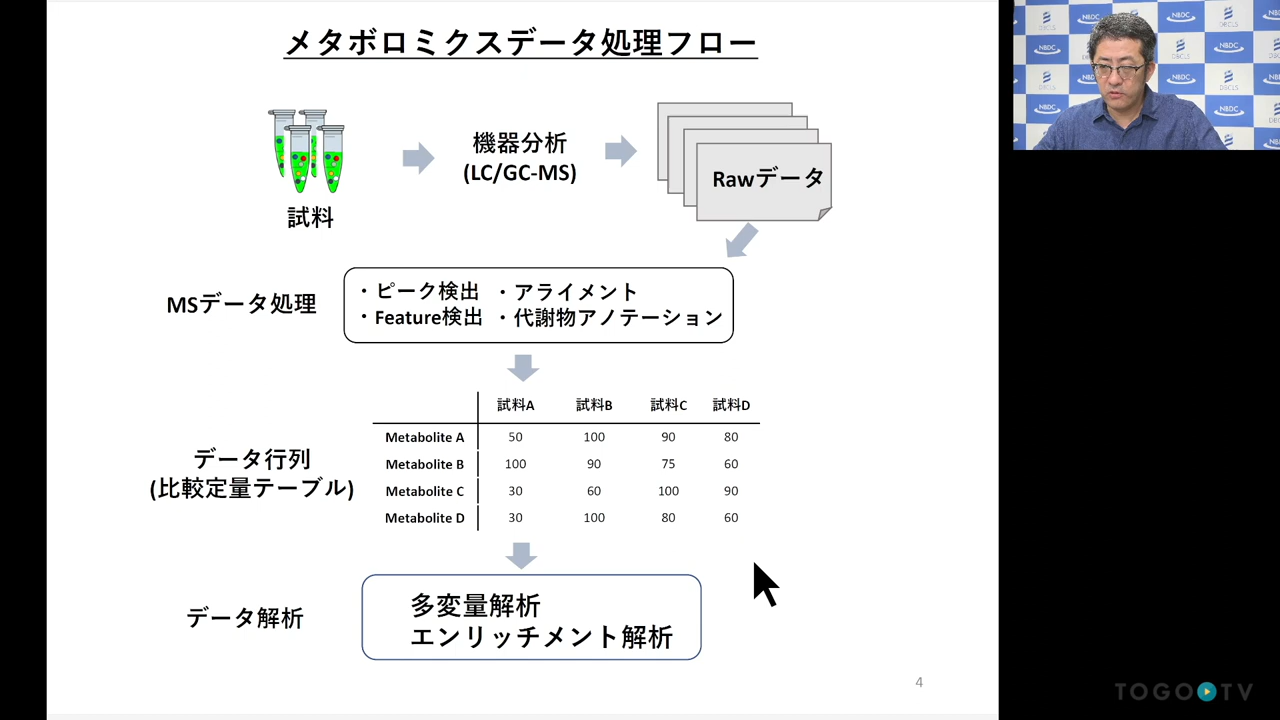 メタボロミクスデータ処理フロー
試料
機器分析
(LC/GC-MS)
Rawデータ
MSデータ処理
・ピーク検出 ・アライメント
・Feature検出 ・代謝物アノテーション
試料A 試料B 試料C 試料D
Metabolite A 50 100 90 80
Metabolite B 100 90 75 60
Metabolite C 30 60 100 90
Metabolite D 30 100 80 60
データ行列
(比較定量テーブル)
データ解析
多変量解析
エンリッチメント解析
4
NBDC
DBCLS
TOGO TV